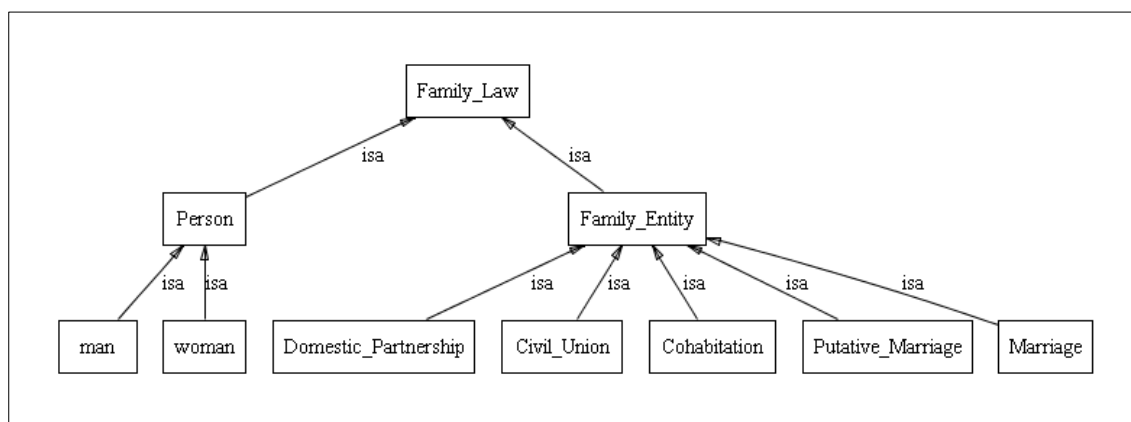 Family_Law
isa
isa
Person
Family_Entity
isa
isa
isa
isa
isa
isa
isa
man
woman
Domestic_Partnership
Civil_Union
Cohabitation
Putative_Marriage
Marriage